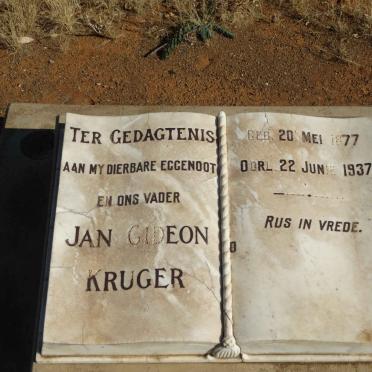 TER GEDAGTENIS
AAN MY DIERBARE EGGENOOT
EN ONS VADER
JAN GIDEON
KRUGER
GEB. 20 MEI 1877
OORL. 22 JUNIE 1937
RUS IN VREDE.